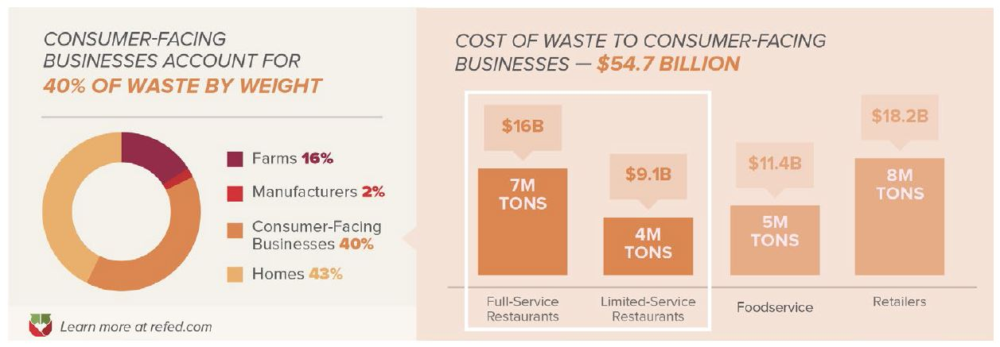 CONSUMER-FACING
BUSINESSES ACCOUNT FOR
40% OF WASTE BY WEIGHT
Farms 16%
Manufacturers 2%
Consumer-Facing
Businesses 40%
Homes 43%
Learn more at refed.com
COST OF WASTE TO CONSUMER-FACING
BUSINESSES — $54.7 BILLION
$16B
7M
TONS
Full-Service
Restaurants
$9.1B
4M
TONS
Limited-Service
Restaurants
$11.4B
5M
TONS
Foodservice
$18.2B
8M
TONS
Retailers